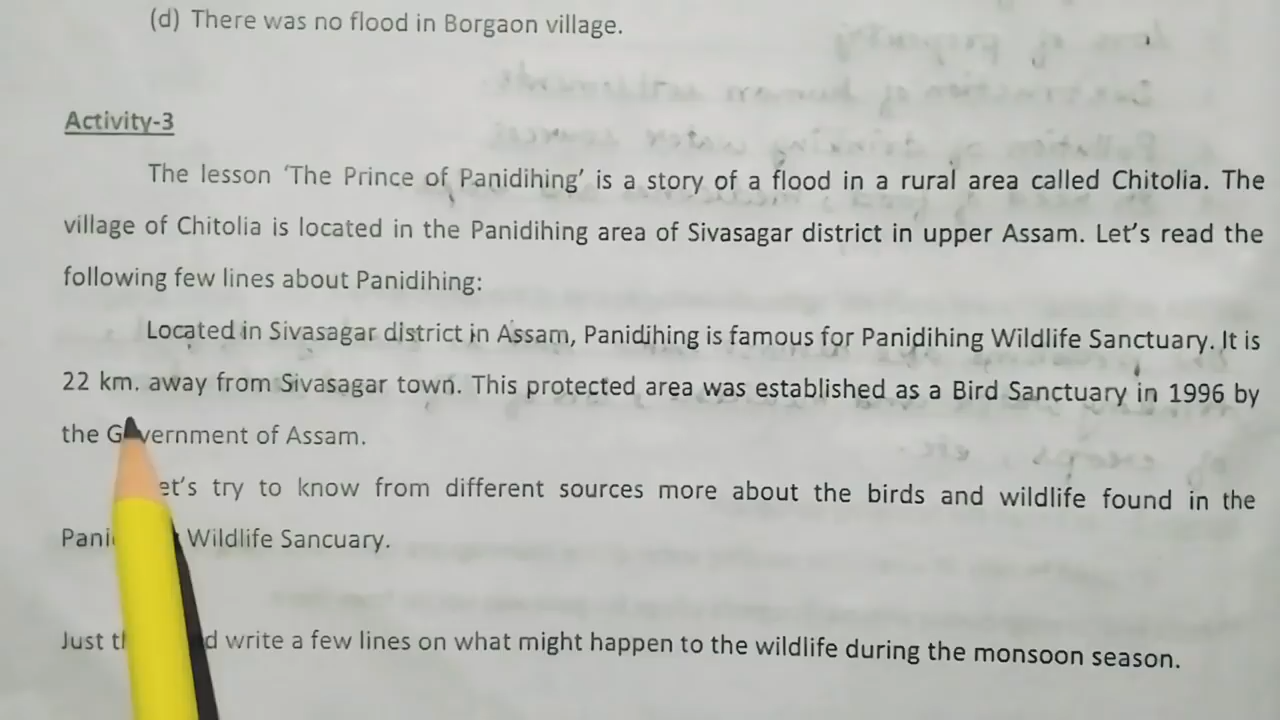 (d) There was no flood in Borgaon village.
Activity-3
The lesson 'The Prince of Panidihing' is a story of a flood in a rural area called Chitolia. The
village of Chitolia is located in the Panidihing area of Sivasagar district in upper Assam. Let's read the
following few lines about Panidihing:
Located in Sivasagar district in Assam, Panidihing is famous for Panidihing Wildlife Sanctuary. It is
22 km. away from Sivasagar town. This protected area was established as a Bird Sanctuary in 1996 by
the Government of Assam.
try to know from different sources more about the birds and wildlife found in the
Wildlife Sancuary.
Just write a few lines on what might happen to the wildlife during the monsoon season.